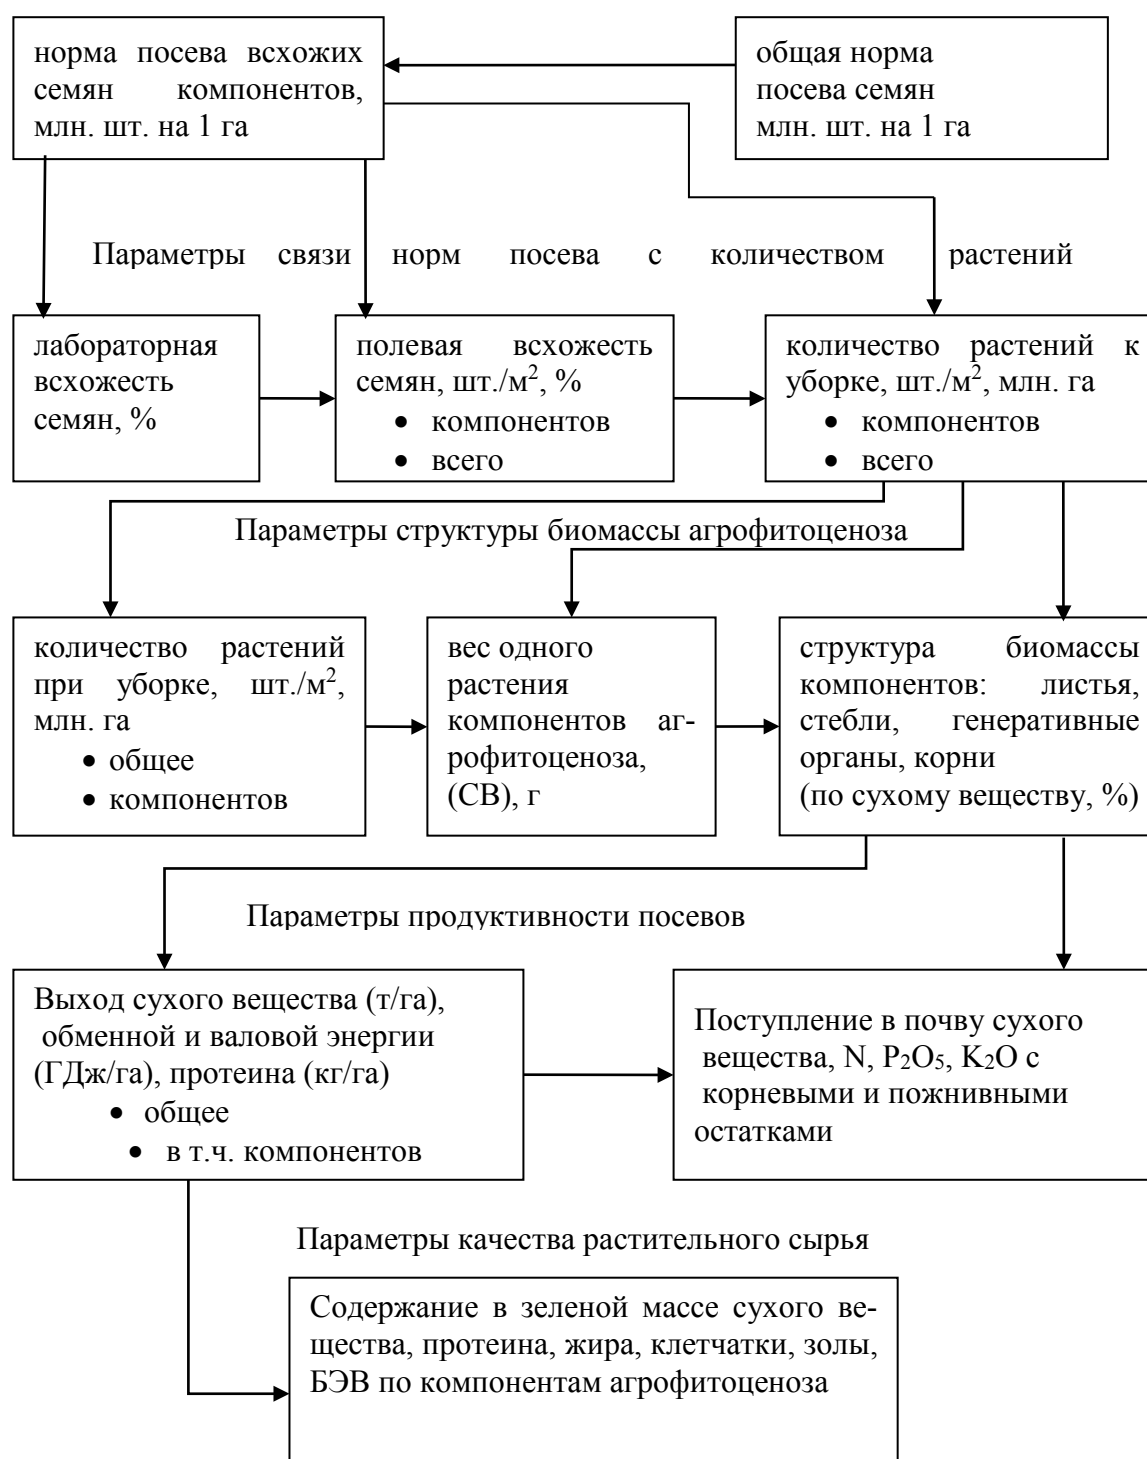 норма посева всхожих
семян компонентов,
млн. шт. на 1 га
общая норма
посева семян
млн. шт. на 1 га
Параметры связи норм посева с количеством растений
лабораторная
всхожесть
семян, %
полевая всхожесть
семян, шт./м², %
• компонентов
• всего
количество растений к
уборке, шт./м², млн. га
• компонентов
• всего
Параметры структуры биомассы агрофитоценоза
количество растений
при уборке, шт./м²,
млн. га
• общее
• компонентов
вес одного
растения
компонентов аг-
рофитоценоза,
(СВ), г
структура биомассы
компонентов: листья,
стебли, генеративные
органы, корни
(по сухому веществу, %)
Параметры продуктивности посевов
Выход сухого вещества (т/га),
обменной и валовой энергии
(ГДж/га), протеина (кг/га)
• общее
• в т.ч. компонентов
Поступление в почву сухого
вещества, N, P₂O₅, K₂O с
корневыми и пожнивными
остатками
Параметры качества растительного сырья
Содержание в зеленой массе сухого ве-
щества, протеина, жира, клетчатки, золы,
БЭВ по компонентам агрофитоценоза